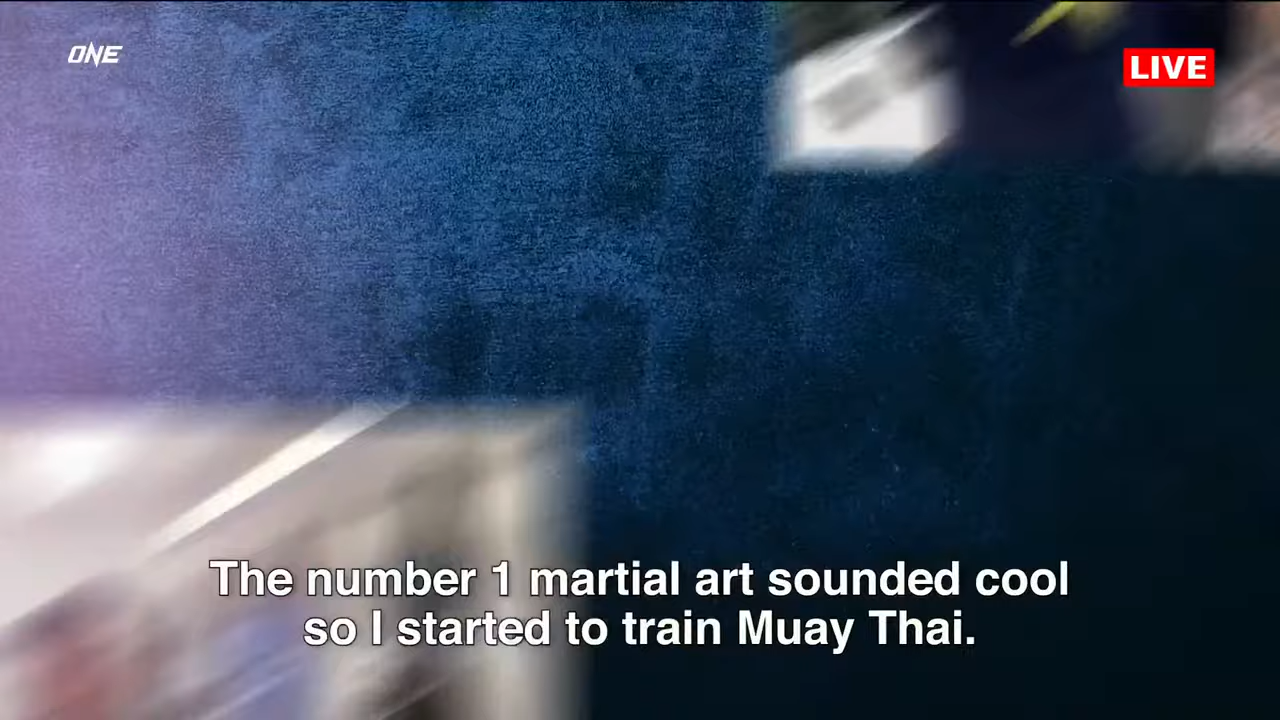 ONE
LIVE
The number 1 martial art sounded cool
so I started to train Muay Thai.